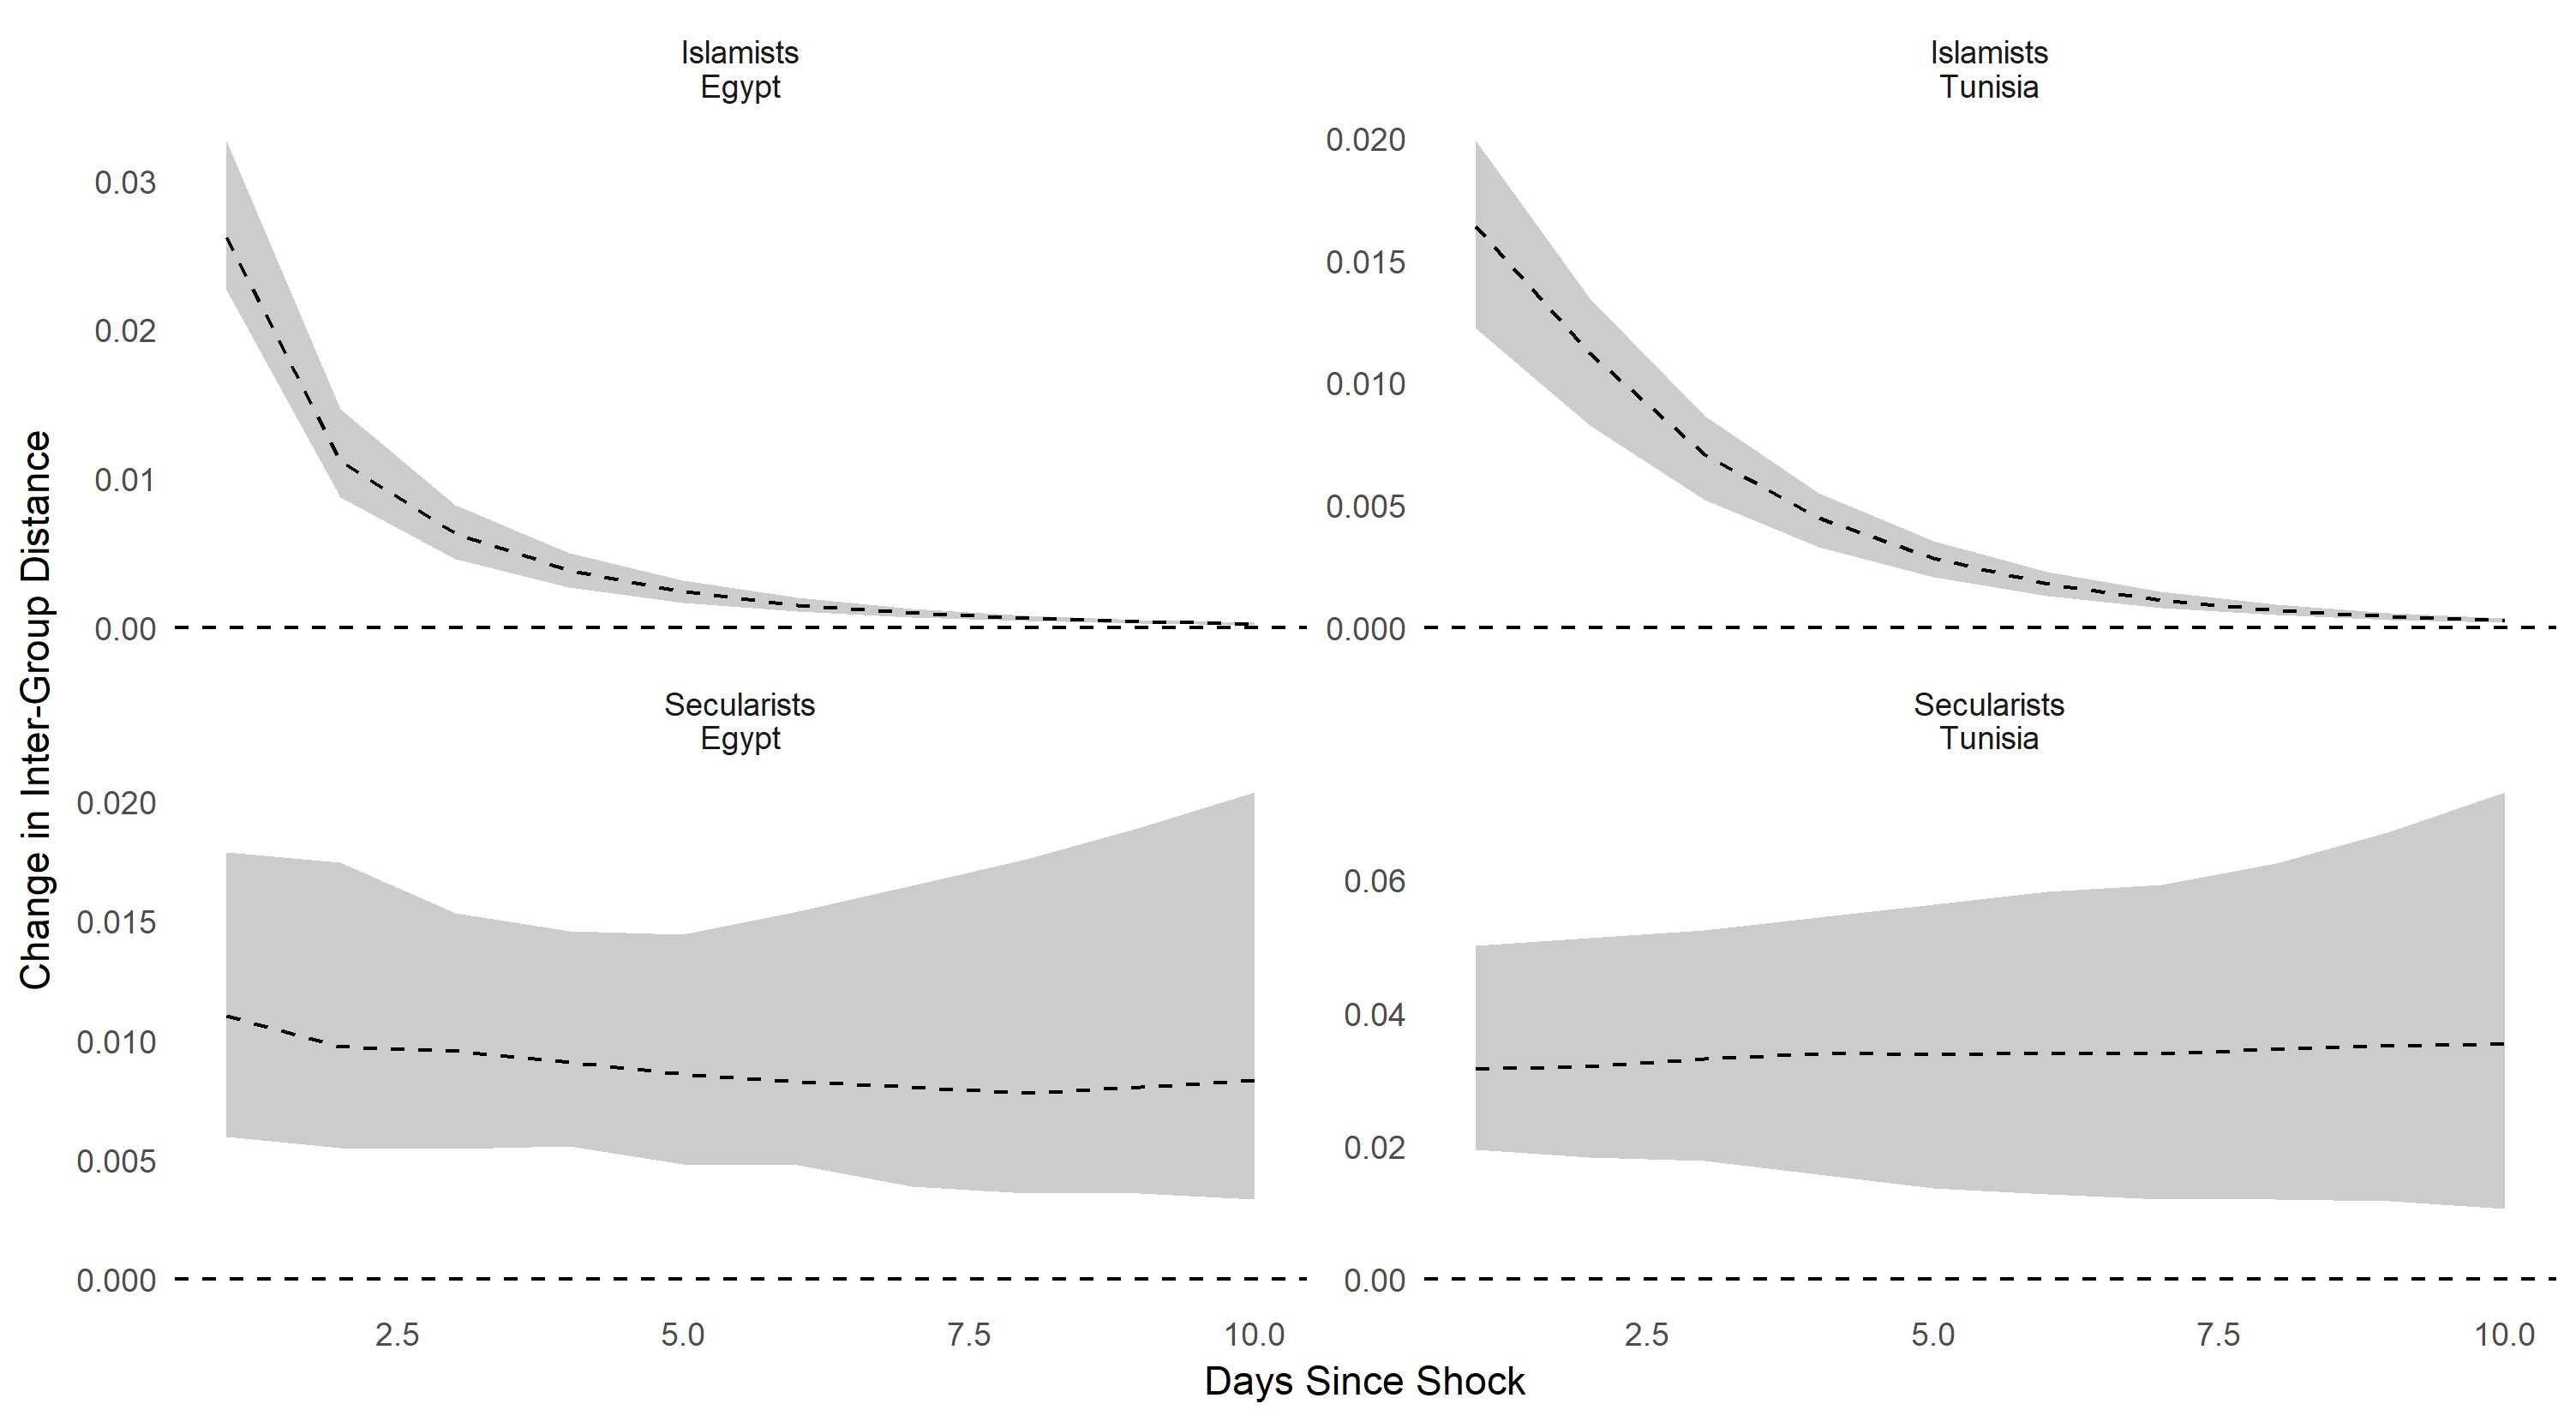 Islamists
Egypt
Islamists
Tunisia
0.03
0.02
0.01
0.00
0.020
0.015
0.010
0.005
0.000
Change in Inter-Group Distance
Secularists
Egypt
Secularists
Tunisia
0.020
0.015
0.010
0.005
0.000
0.06
0.04
0.02
0.00
2.5 5.0 7.5 10.0
2.5 5.0 7.5 10.0
Days Since Shock